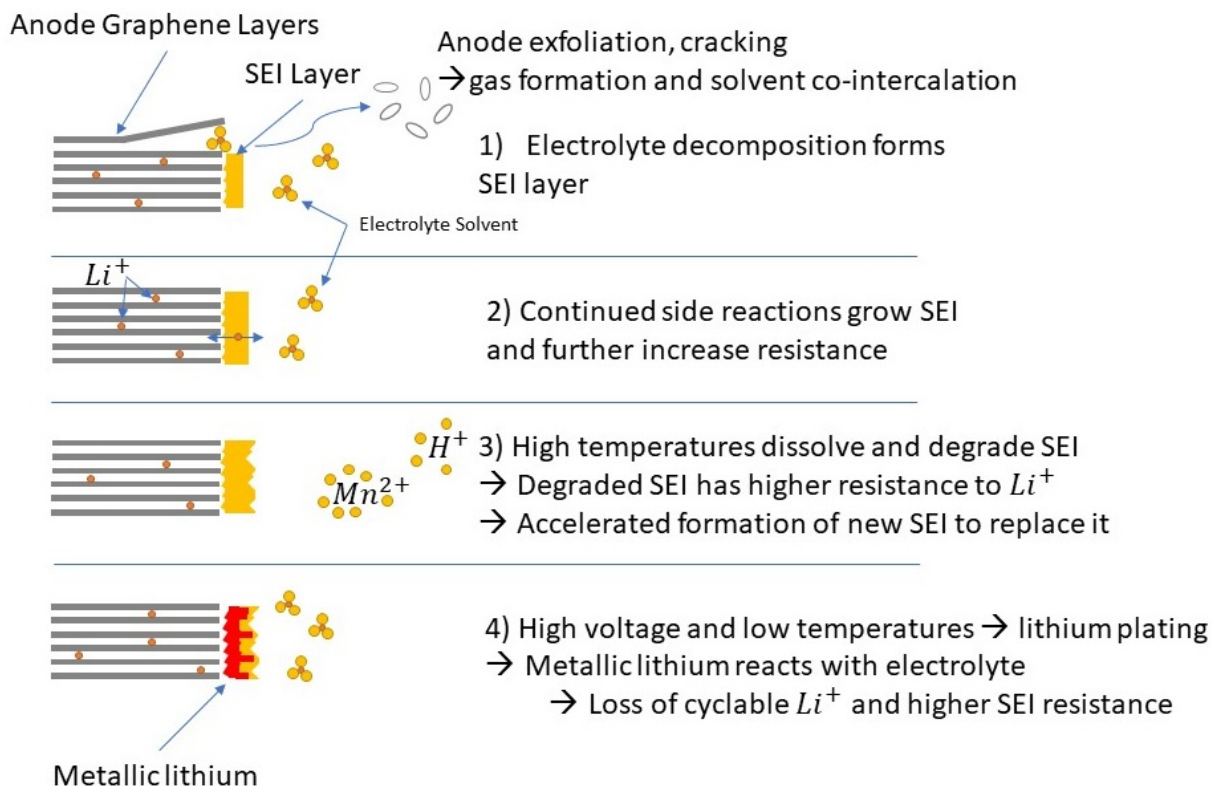 Anode Graphene Layers
SEI Layer
Anode exfoliation, cracking
→gas formation and solvent co-intercalation
1) Electrolyte decomposition forms
SEI layer
Electrolyte Solvent
Li⁺
2) Continued side reactions grow SEI
and further increase resistance
H⁺
Mn²⁺
3) High temperatures dissolve and degrade SEI
→ Degraded SEI has higher resistance to Li⁺
→ Accelerated formation of new SEI to replace it
4) High voltage and low temperatures → lithium plating
→ Metallic lithium reacts with electrolyte
→ Loss of cyclable Li⁺ and higher SEI resistance
Metallic lithium